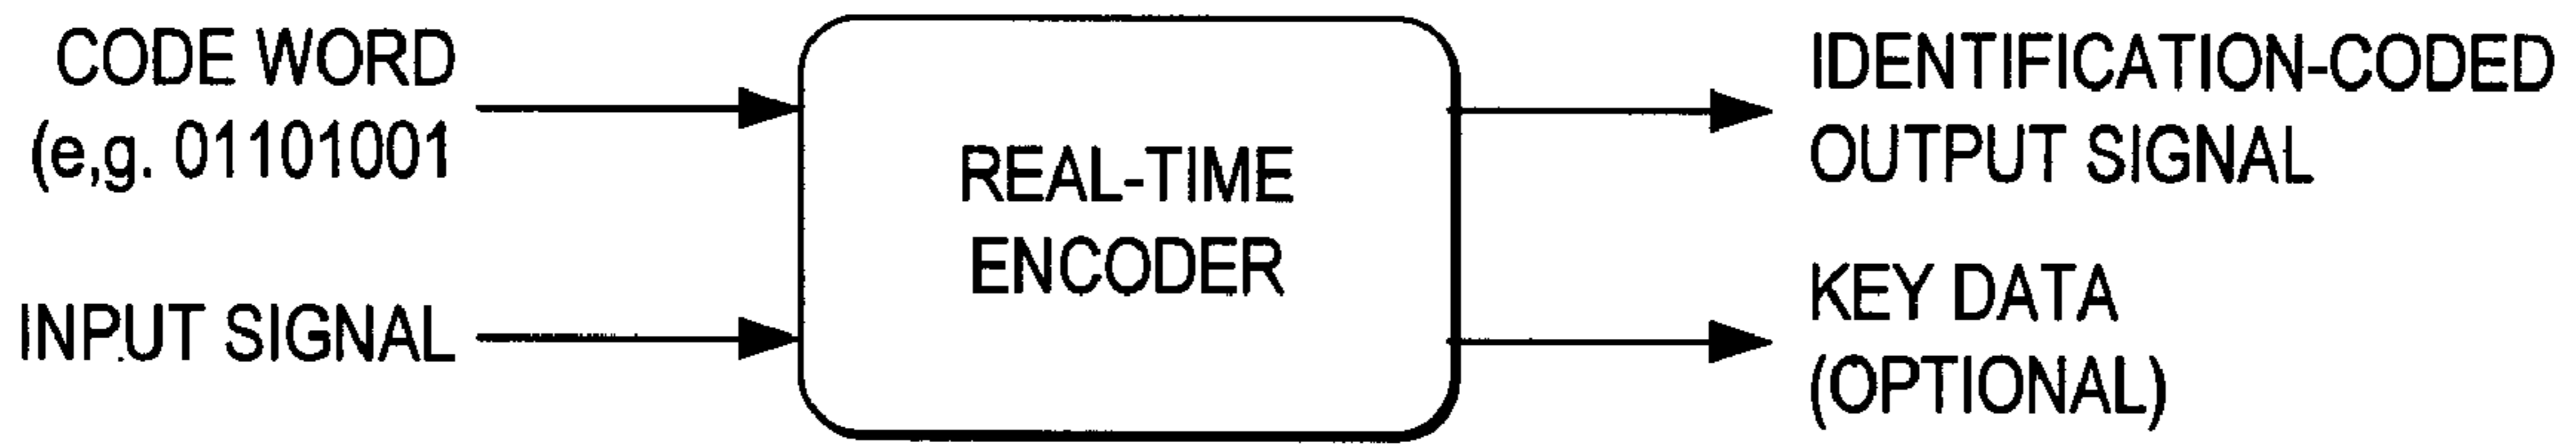 CODE WORD
(e,g. 01101001
INPUT SIGNAL
REAL-TIME
ENCODER
IDENTIFICATION-CODED
OUTPUT SIGNAL
KEY DATA
(OPTIONAL)